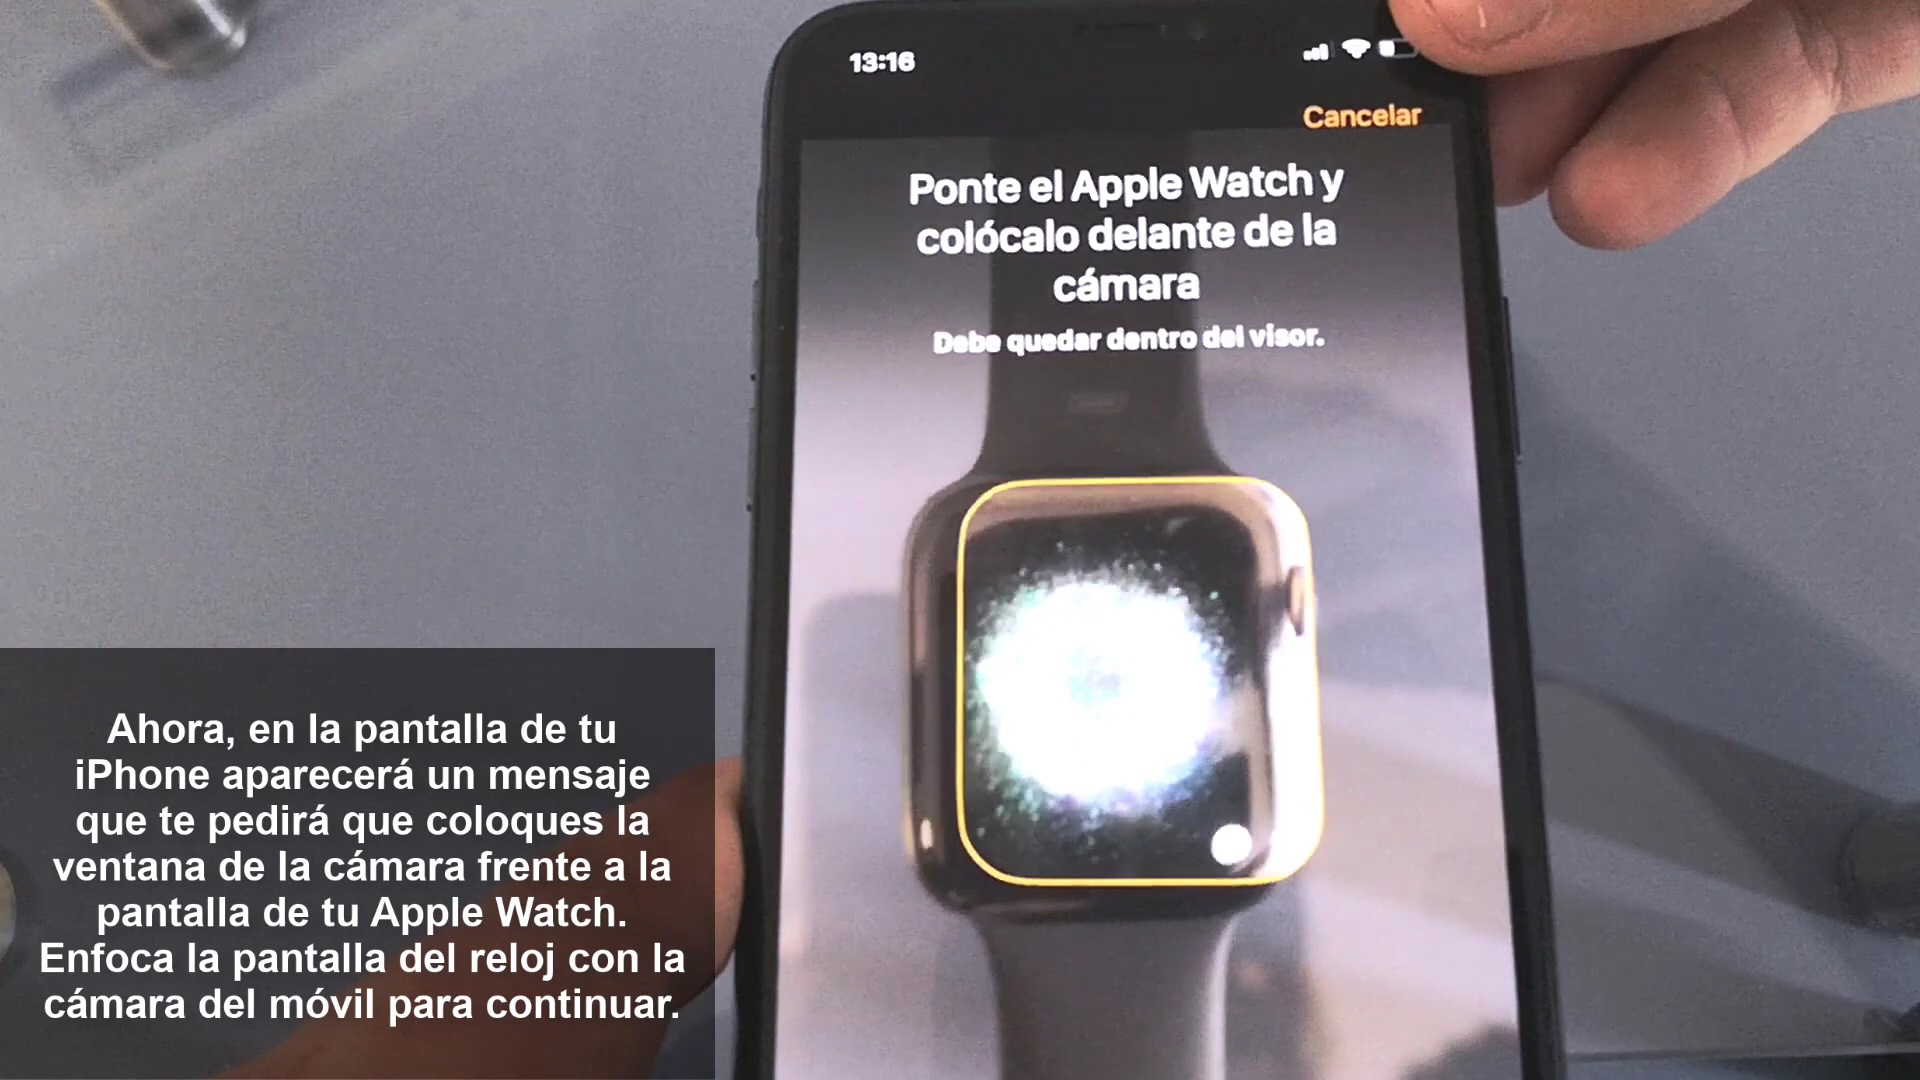 13:16
Cancelar
Ponte el Apple Watch y
colócalo delante de la
cámara
Debe quedar dentro del visor.
Ahora, en la pantalla de tu
iPhone aparecerá un mensaje
que te pedirá que coloques la
ventana de la cámara frente a la
pantalla de tu Apple Watch.
Enfoca la pantalla del reloj con la
cámara del móvil para continuar.